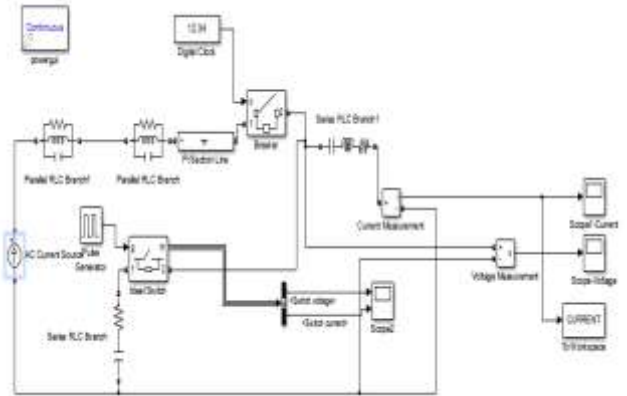 Continuous
powergui
12.34
Digital Clock
Breaker
Series RLC Branch1
Pi Section Line
Parallel RLC Branch1
Parallel RLC Branch
Current Measurement
Scope1-Current
AC Current Source
Pulse
Generator
Ideal Switch
Voltage Measurement
Scope-Voltage
<Switch voltage>
<Switch current>
Scope2
Series RLC Branch
CURRENT
To Workspace